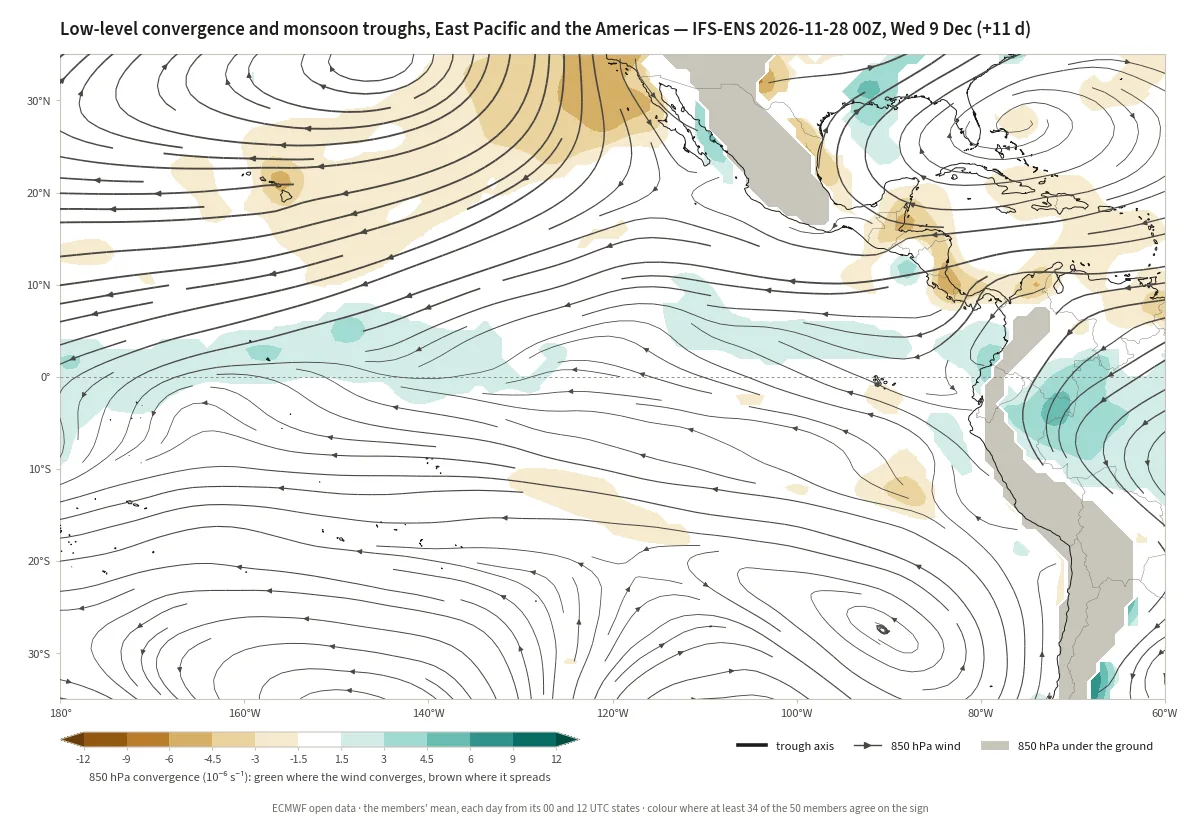 Low-level convergence and monsoon troughs, East Pacific and the Americas — IFS-ENS 2026-11-28 00Z, Wed 9 Dec (+11 d)
30°N
20°N
10°N
0°
10°S
20°S
30°S
180° 160°W 140°W 120°W 100°W 80°W 60°W
-12 -9 -6 -4.5 -3 -1.5 1.5 3 4.5 6 9 12
850 hPa convergence (10⁻⁶ s⁻¹): green where the wind converges, brown where it spreads
trough axis 850 hPa wind 850 hPa under the ground
ECMWF open data · the members' mean, each day from its 00 and 12 UTC states · colour where at least 34 of the 50 members agree on the sign